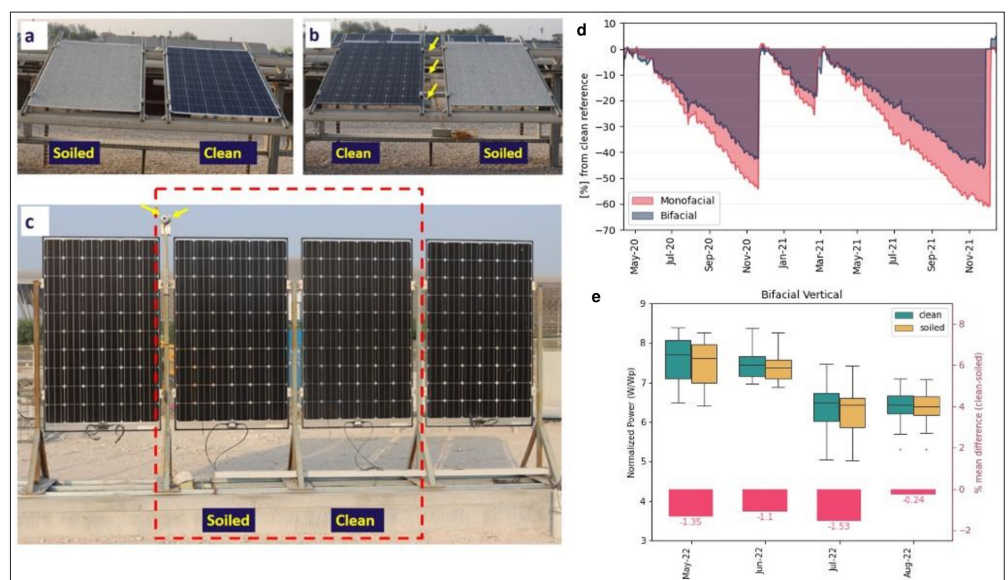 a
Soiled
Clean
b
Clean
Soiled
c
Soiled
Clean
d
[%] from clean reference
10
0
−10
−20
−30
−40
−50
−60
−70
Monofacial
Bifacial
May-20
Jul-20
Sep-20
Nov-20
Jan-21
Mar-21
May-21
Jul-21
Sep-21
Nov-21
e
Bifacial Vertical
Normalized Power (W/Wp)
9
8
7
6
5
4
3
clean
soiled
% mean difference (clean-soiled)
8
6
4
2
0
−2
-1.35
-1.1
-1.53
-0.24
May-22
Jun-22
Jul-22
Aug-22